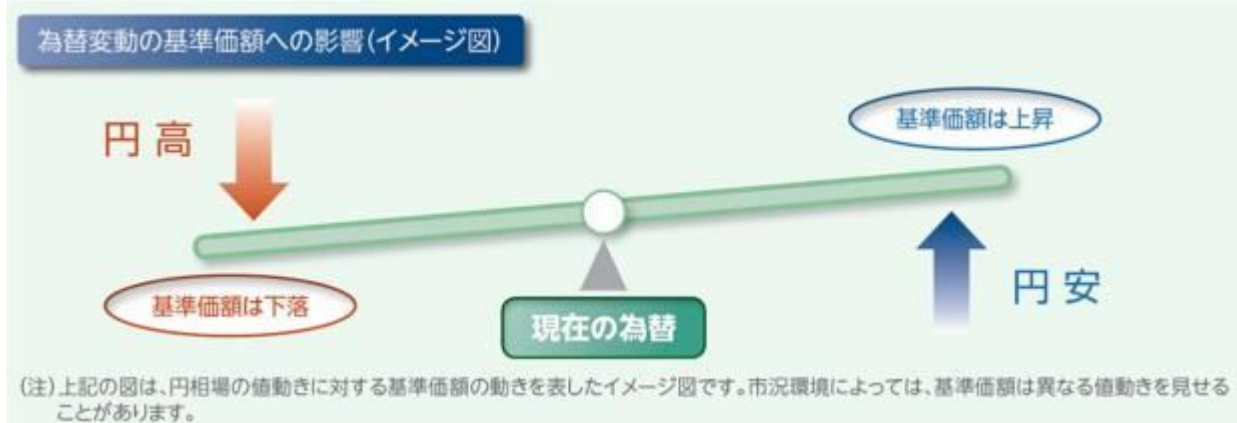 為替変動の基準価額への影響(イメージ図)
円高
基準価額は上昇
基準価額は下落
円安
現在の為替
(注)上記の図は、円相場の値動きに対する基準価額の動きを表したイメージ図です。市況環境によっては、基準価額は異なる値動きを見せる
ことがあります。